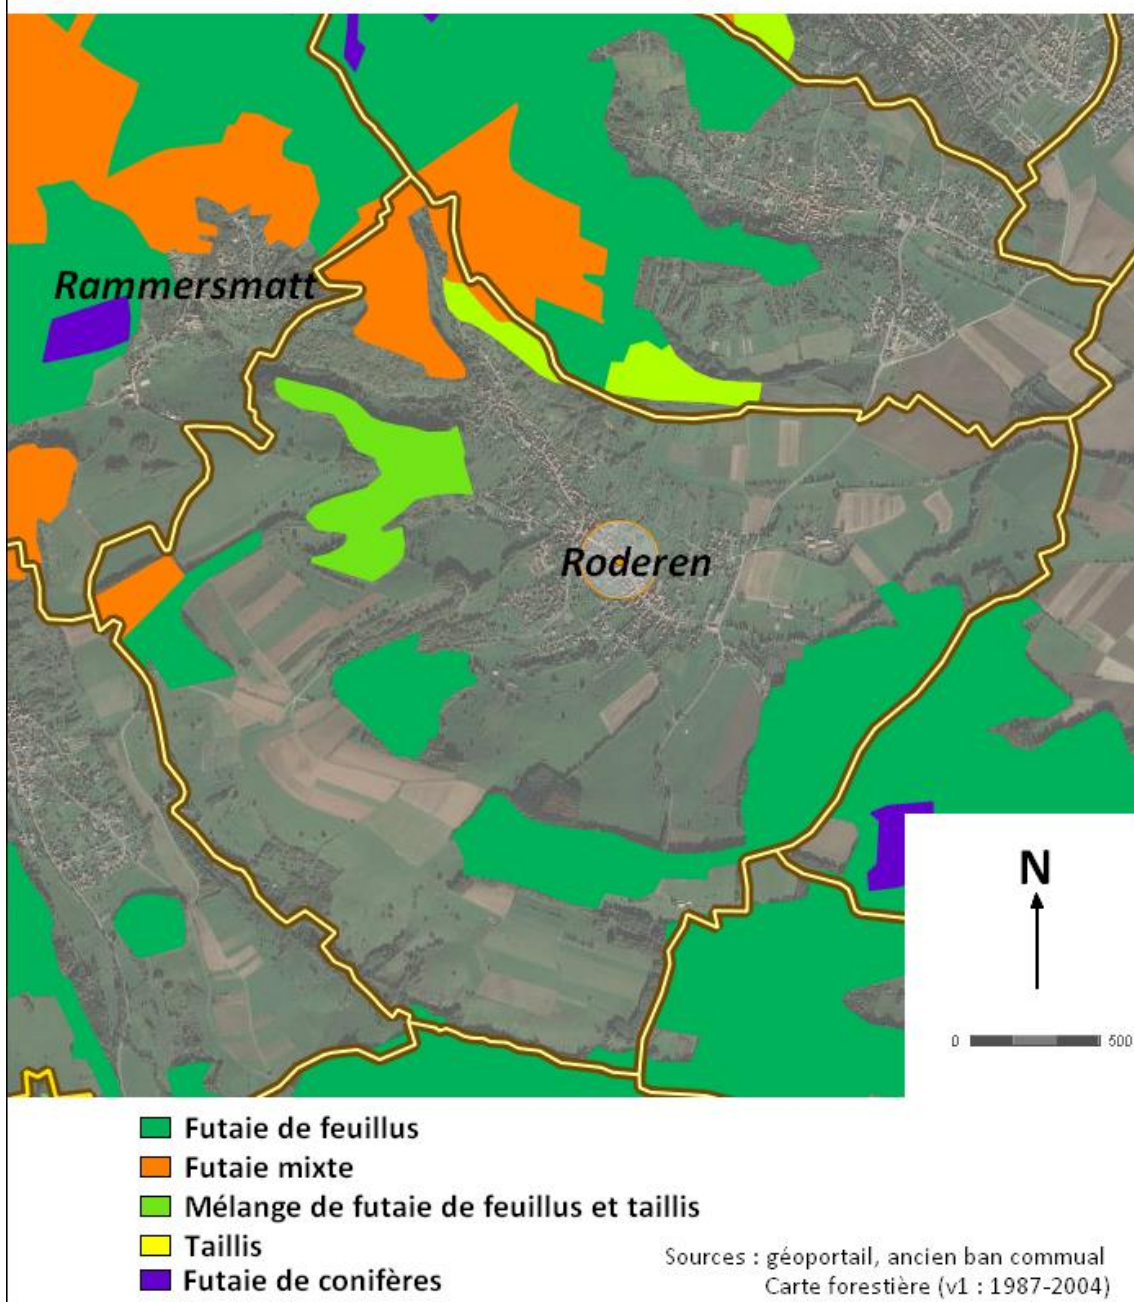 Rammersmatt
Roderen
N
0 500
Futaie de feuillus
Futaie mixte
Mélange de futaie de feuillus et taillis
Taillis
Futaie de conifères
Sources : géoportail, ancien ban commual
Carte forestière (v1 : 1987-2004)